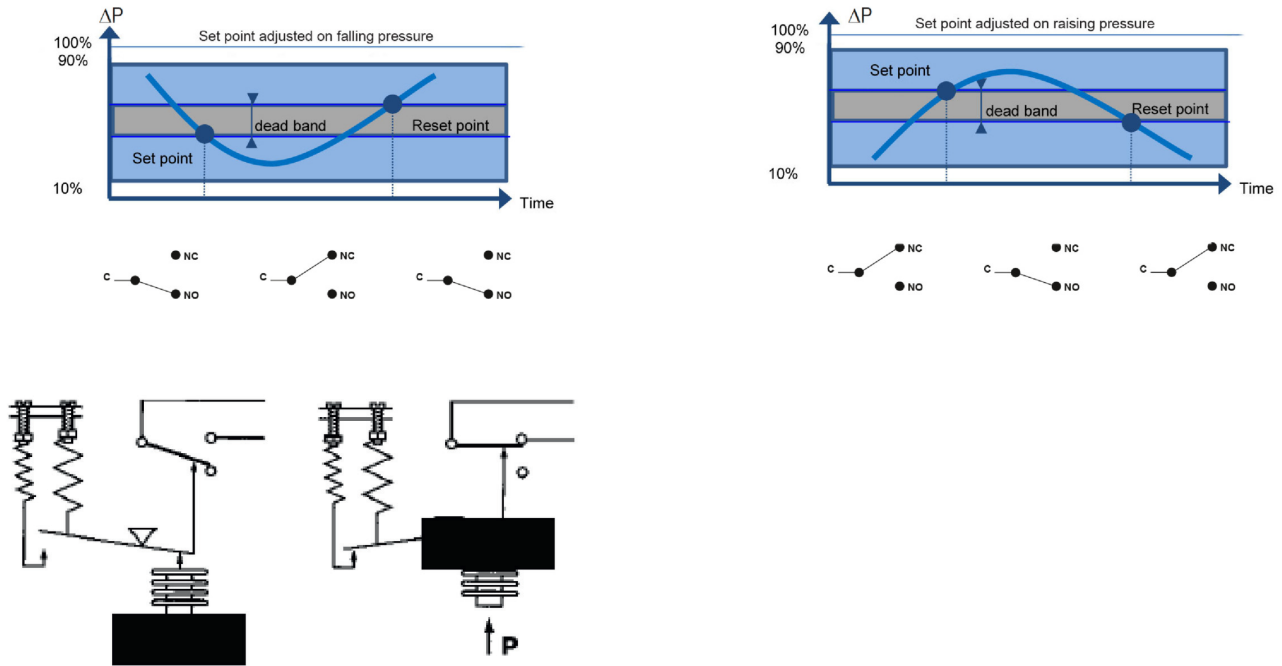 ΔP
Set point adjusted on falling pressure
100%
90%
dead band
Reset point
Set point
10%
Time
NC
C
NO
NC
C
NO
NC
C
NO
ΔP
Set point adjusted on raising pressure
100%
90%
Set point
dead band
Reset point
10%
Time
NC
C
NO
NC
C
NO
NC
C
NO
P